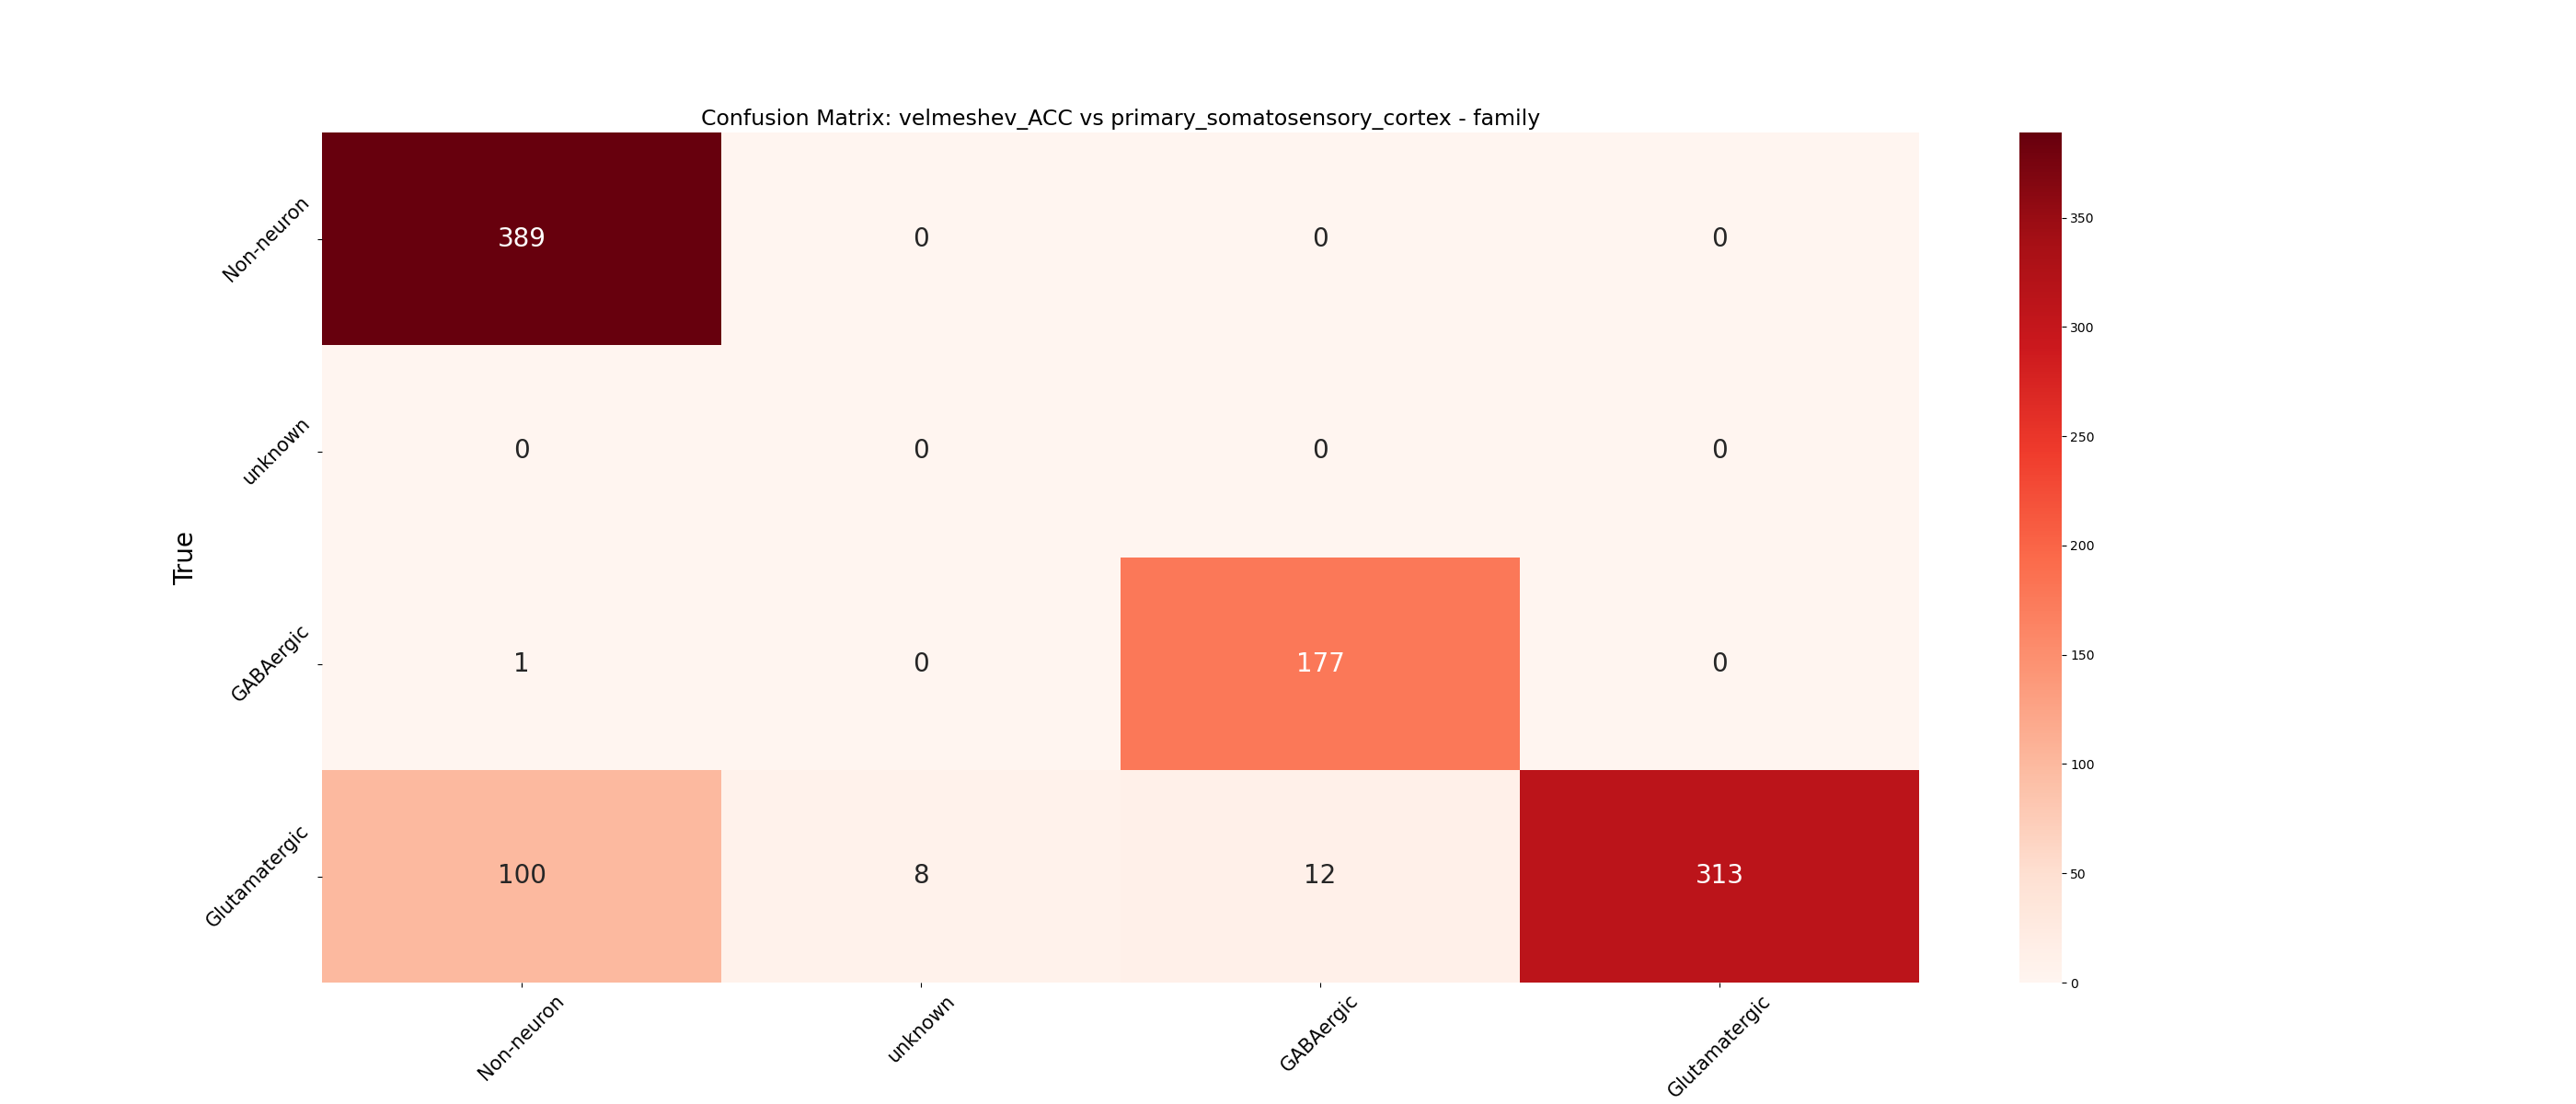 Confusion Matrix: velmeshev_ACC vs primary_somatosensory_cortex - family
Non-neuron
389
0
0
0
unknown
0
0
0
0
True
GABAergic
1
0
177
0
Glutamatergic
100
8
12
313
Non-neuron
unknown
GABAergic
Glutamatergic
350
300
250
200
150
100
50
0